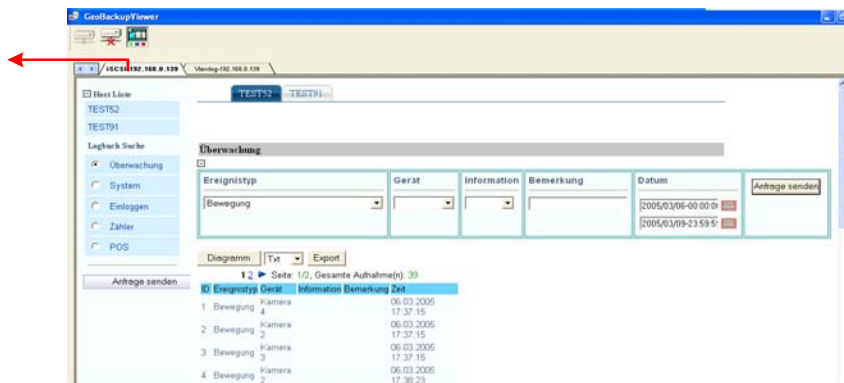 GeoBackupViewer
iSCSI-192.168.0.139
Viewlog-192.168.0.139
Host Liste
TEST52
TEST91
TEST52
TEST91
Logbuch Suche
Überwachung
System
Einloggen
Zähler
POS
Anfrage senden
Überwachung
Ereignistyp Gerät Information Bemerkung Datum
Bewegung
2005/03/06-00:00:0
2005/03/09-23:59:5
Anfrage senden
Diagramm Txt Export
1 2 Seite: 1/2, Gesamte Aufnahme(n): 39
ID Ereignistyp Gerät Information Bemerkung Zeit
1 Bewegung Kamera 4 06.03.2005 17:37:15
2 Bewegung Kamera 2 06.03.2005 17:37:15
3 Bewegung Kamera 3 06.03.2005 17:37:15
4 Bewegung Kamera 2 06.03.2005 17:38:23